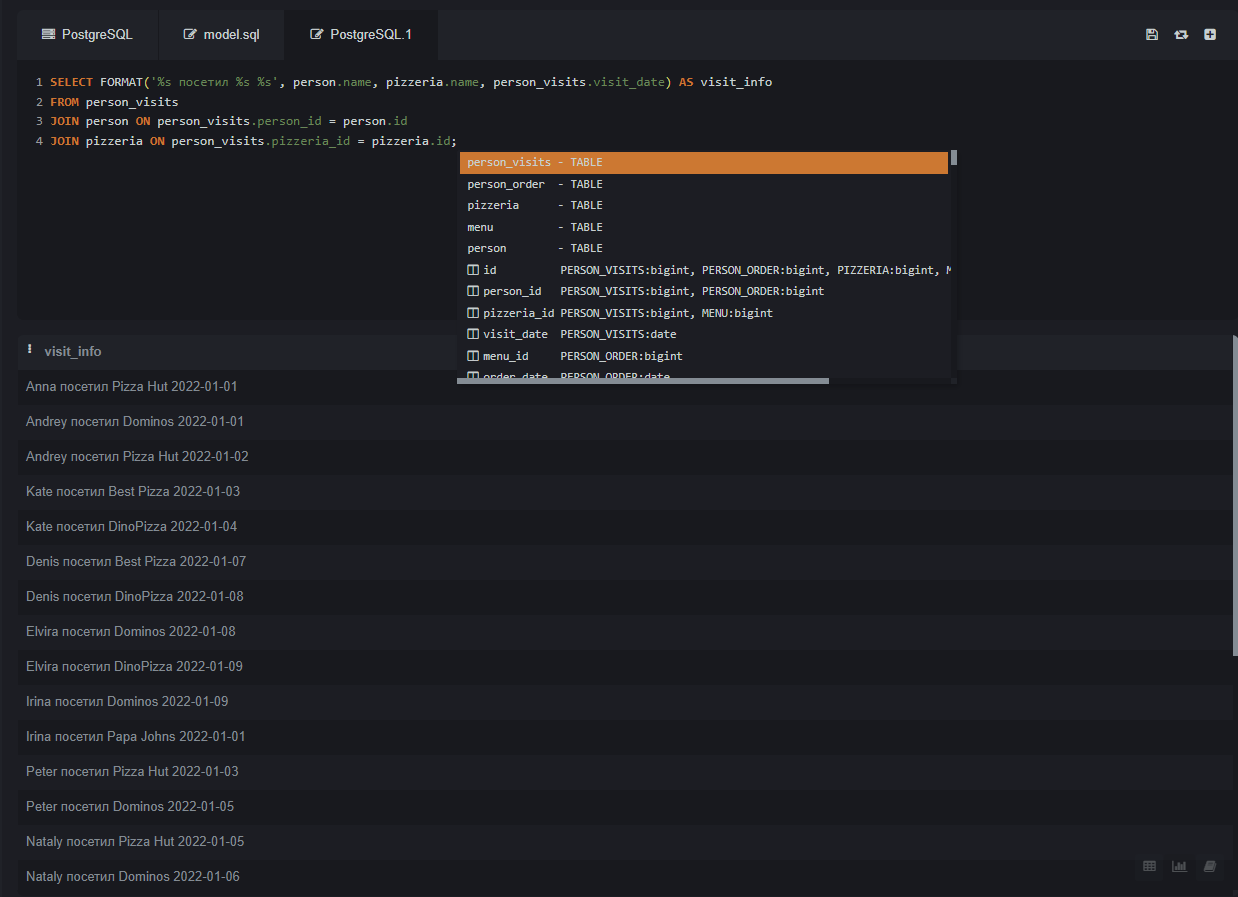 PostgreSQL model.sql PostgreSQL.1
1 SELECT FORMAT('%s посетил %s %s', person.name, pizzeria.name, person_visits.visit_date) AS visit_info
2 FROM person_visits
3 JOIN person ON person_visits.person_id = person.id
4 JOIN pizzeria ON person_visits.pizzeria_id = pizzeria.id;
person_visits - TABLE
person_order - TABLE
pizzeria - TABLE
menu - TABLE
person - TABLE
id PERSON_VISITS:bigint, PERSON_ORDER:bigint, PIZZERIA:bigint,
person_id PERSON_VISITS:bigint, PERSON_ORDER:bigint
pizzeria_id PERSON_VISITS:bigint, MENU:bigint
visit_date PERSON_VISITS:date
menu_id PERSON_ORDER:bigint
order_date PERSON_ORDER:date
visit_info
Anna посетил Pizza Hut 2022-01-01
Andrey посетил Dominos 2022-01-01
Andrey посетил Pizza Hut 2022-01-02
Kate посетил Best Pizza 2022-01-03
Kate посетил DinoPizza 2022-01-04
Denis посетил Best Pizza 2022-01-07
Denis посетил DinoPizza 2022-01-08
Elvira посетил Dominos 2022-01-08
Elvira посетил DinoPizza 2022-01-09
Irina посетил Dominos 2022-01-09
Irina посетил Papa Johns 2022-01-01
Peter посетил Pizza Hut 2022-01-03
Peter посетил Dominos 2022-01-05
Nataly посетил Pizza Hut 2022-01-05
Nataly посетил Dominos 2022-01-06